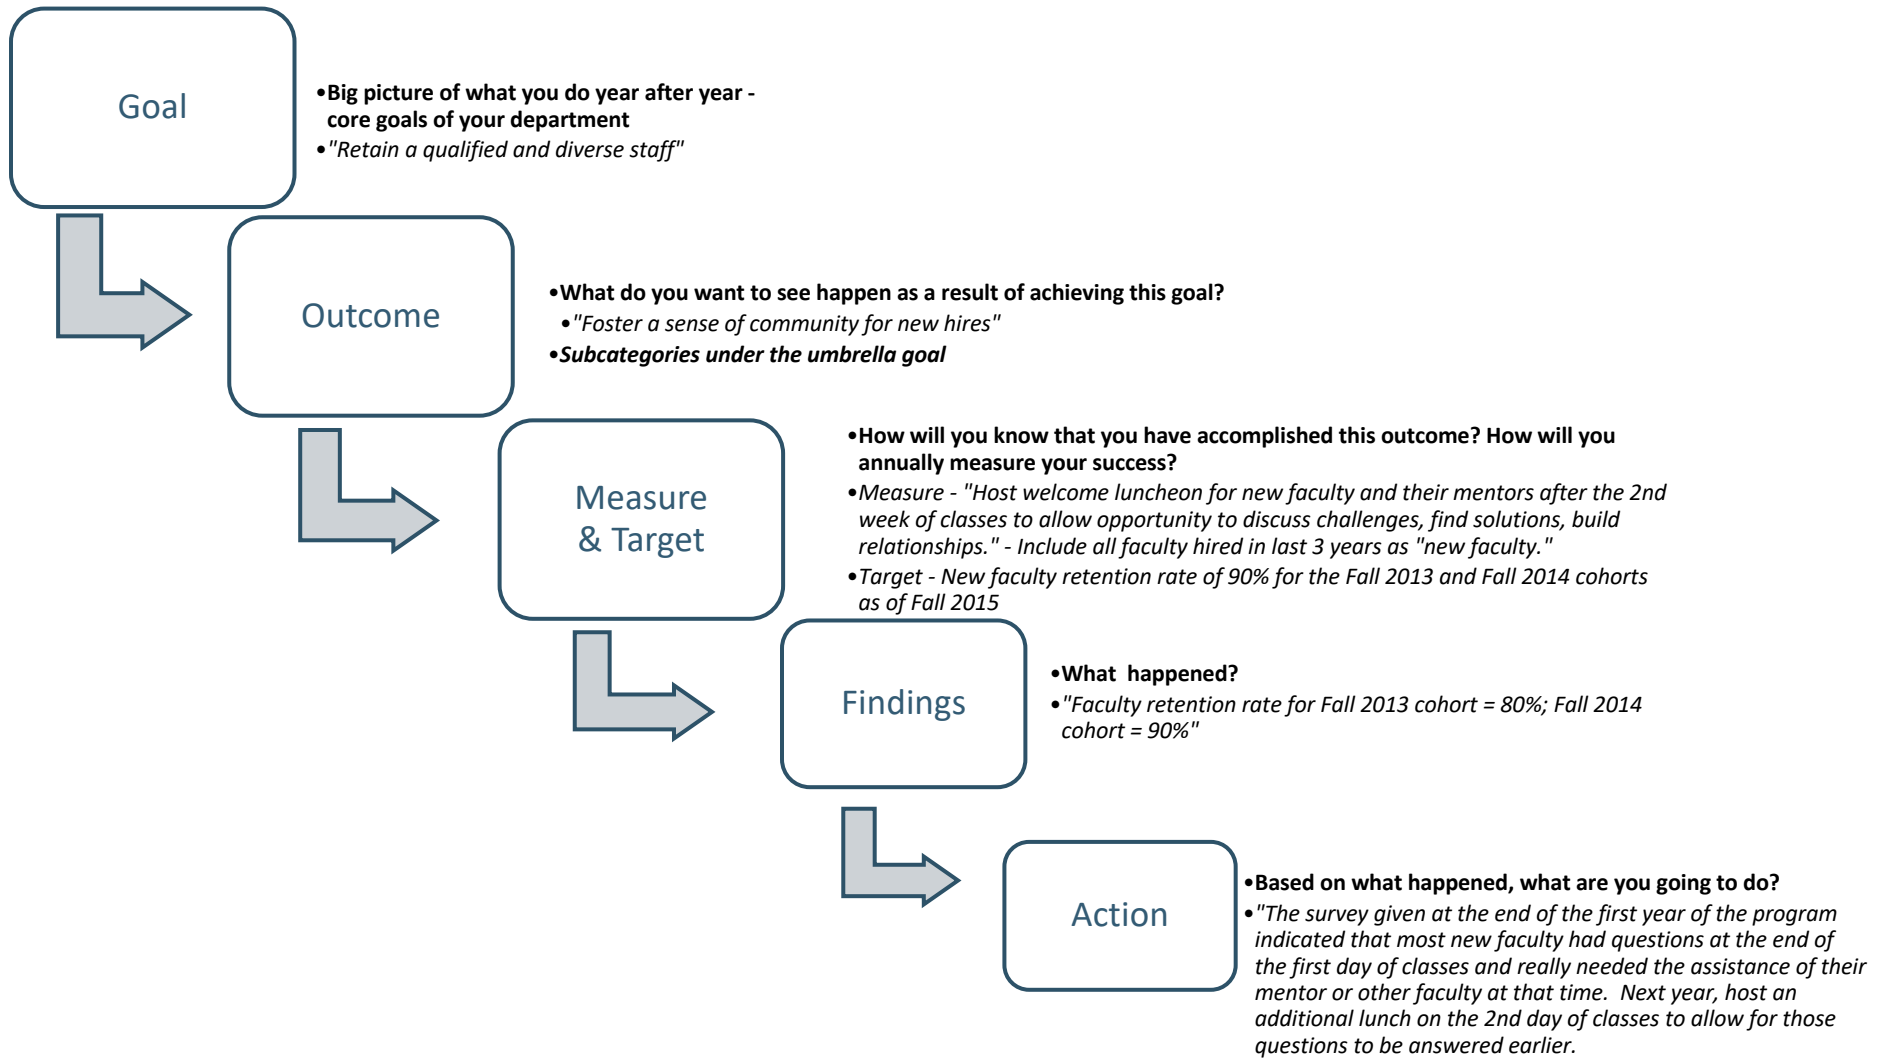 Goal
•Big picture of what you do year after year -
core goals of your department
•"Retain a qualified and diverse staff"
Outcome
•What do you want to see happen as a result of achieving this goal?
•"Foster a sense of community for new hires"
•Subcategories under the umbrella goal
Measure
& Target
•How will you know that you have accomplished this outcome? How will you
annually measure your success?
•Measure - "Host welcome luncheon for new faculty and their mentors after the 2nd
week of classes to allow opportunity to discuss challenges, find solutions, build
relationships." - Include all faculty hired in last 3 years as "new faculty."
•Target - New faculty retention rate of 90% for the Fall 2013 and Fall 2014 cohorts
as of Fall 2015
Findings
•What  happened?
•"Faculty retention rate for Fall 2013 cohort = 80%; Fall 2014
cohort = 90%"
Action
•Based on what happened, what are you going to do?
•"The survey given at the end of the first year of the program
indicated that most new faculty had questions at the end of
the first day of classes and really needed the assistance of their
mentor or other faculty at that time.  Next year, host an
additional lunch on the 2nd day of classes to allow for those
questions to be answered earlier.